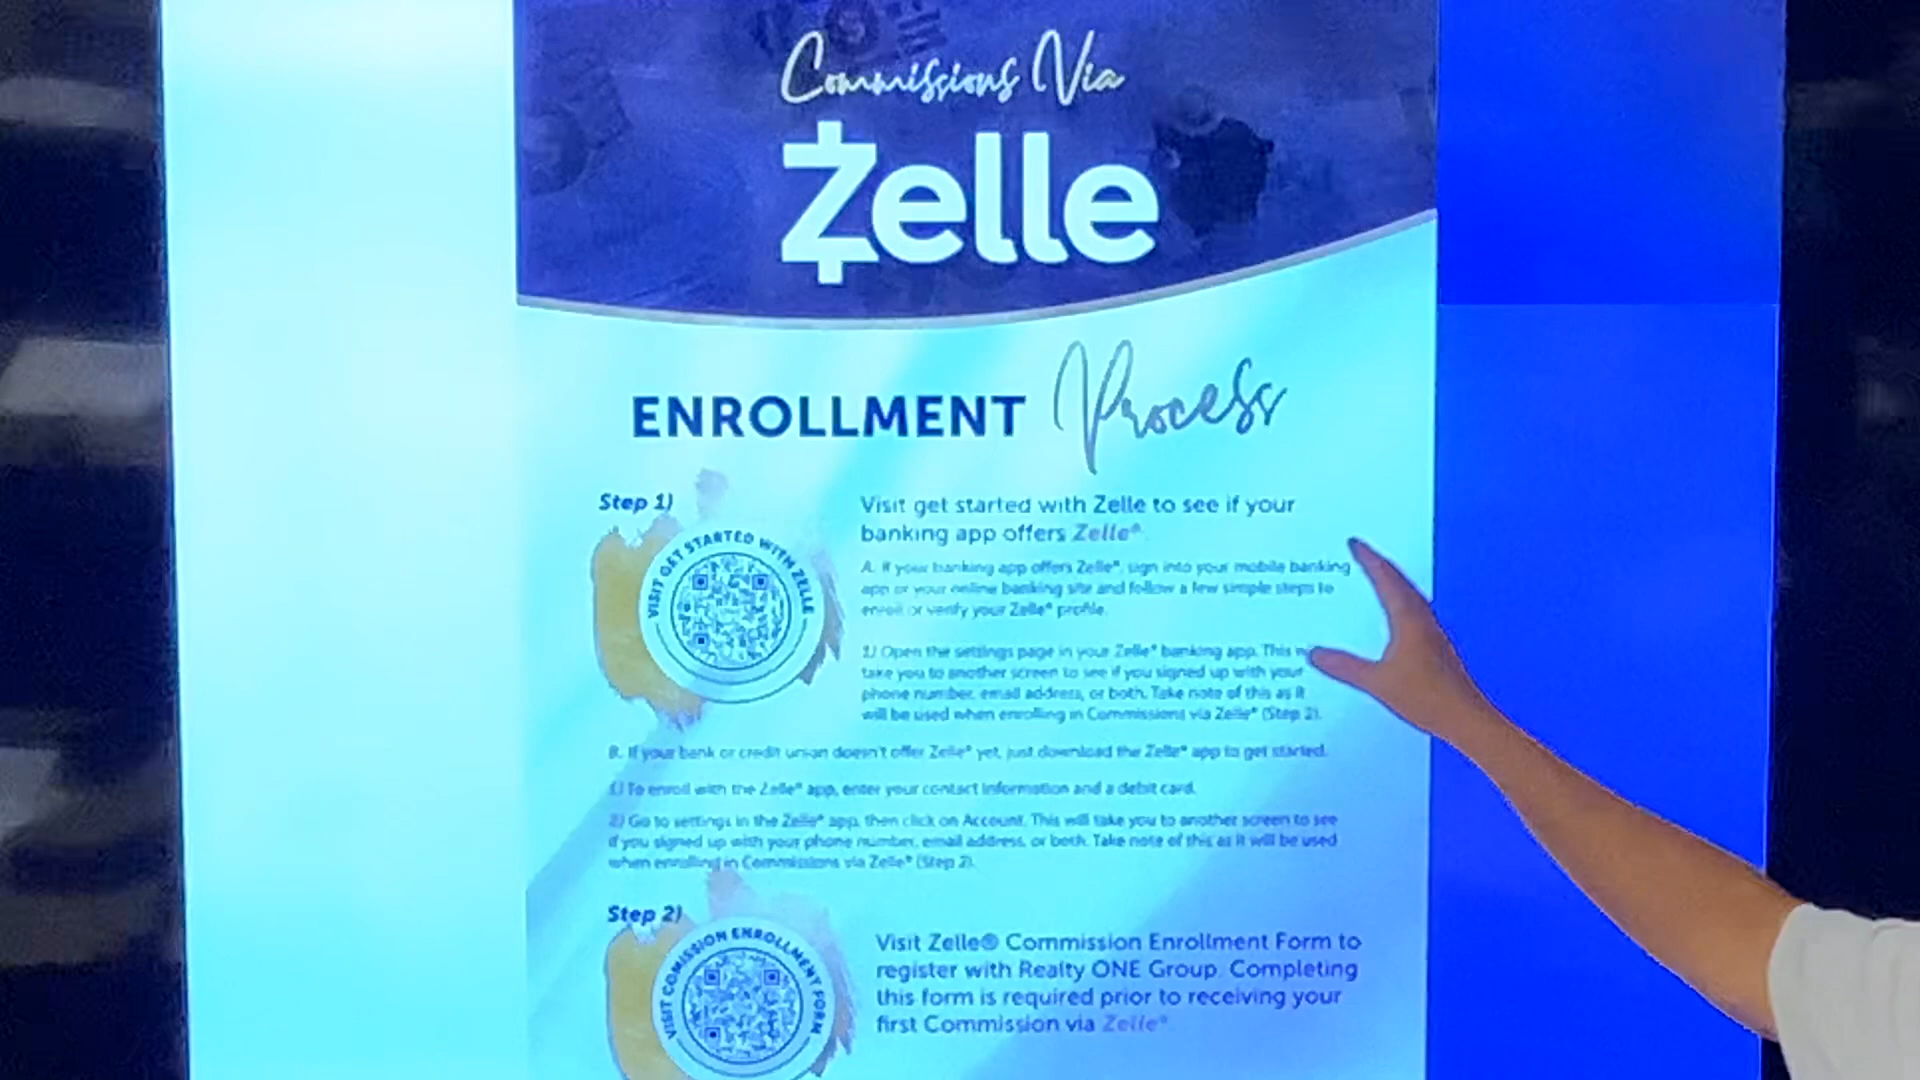 Commissions Via
Zelle
ENROLLMENT Process
Step 1)
VISIT GET STARTED WITH ZELLE
Visit get started with Zelle to see if your
banking app offers Zelle®.
A. If your banking app offers Zelle®, sign into your mobile banking
app or your online banking site and follow a few simple steps to
enroll or verify your Zelle® profile.
1) Open the settings page in your Zelle® banking app. This
take you to another screen to see if you signed up with your
phone number, email address, or both. Take note of this as it
will be used when enrolling in Commissions via Zelle® (Step 2).
B. If your bank or credit union doesn't offer Zelle® yet, just download the Zelle® app to get started.
1) To enroll with the Zelle® app, enter your contact information and a debit card.
2) Go to settings in the Zelle® app, then click on Account. This will take you to another screen to see
if you signed up with your phone number, email address, or both. Take note of this as it will be used
when enrolling in Commissions via Zelle® (Step 2).
Step 2)
VISIT COMISSION ENROLLMENT FORM
Visit Zelle® Commission Enrollment Form to
register with Realty ONE Group. Completing
this form is required prior to receiving your
first Commission via Zelle®.